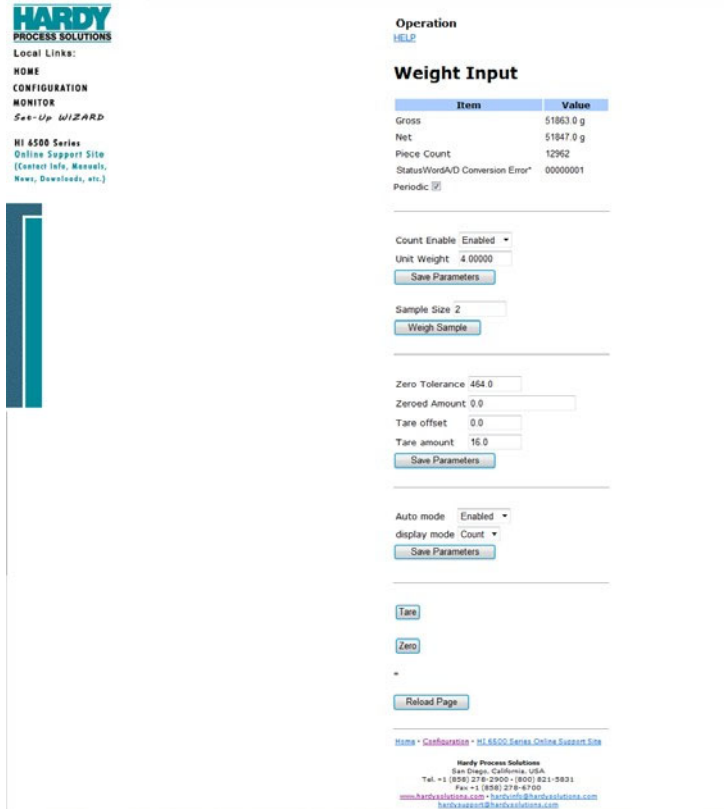 HARDY
PROCESS SOLUTIONS
Local Links:
HOME
CONFIGURATION
MONITOR
Set-Up WIZARD
HI 6500 Series
Online Support Site
(Contact Info, Manuals,
News, Downloads, etc.)
Operation
HELP
Weight Input
Item Value
Gross 51863.0 g
Net 51847.0 g
Piece Count 12962
StatusWordA/D Conversion Error" 00000001
Periodic
Count Enable Enabled
Unit Weight 4.00000
Save Parameters
Sample Size 2
Weigh Sample
Zero Tolerance 464.0
Zeroed Amount 0.0
Tare offset 0.0
Tare amount 16.0
Save Parameters
Auto mode Enabled
display mode Count
Save Parameters
Tare
Zero
"
Reload Page
Home • Configuration • HI 6500 Series Online Support Site
Hardy Process Solutions
San Diego, California, USA
Tel. +1 (858) 278-2900 • (800) 821-5831
Fax +1 (858) 278-6700
www.hardysolutions.com • hardyinfo@hardysolutions.com
hardysupport@hardysolutions.com